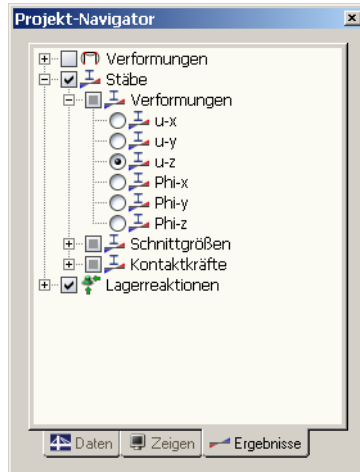 Projekt-Navigator
Verformungen
Stäbe
Verformungen
u-x
u-y
u-z
Phi-x
Phi-y
Phi-z
Schnittgrößen
Kontaktkräfte
Lagerreaktionen
Daten Zeigen Ergebnisse